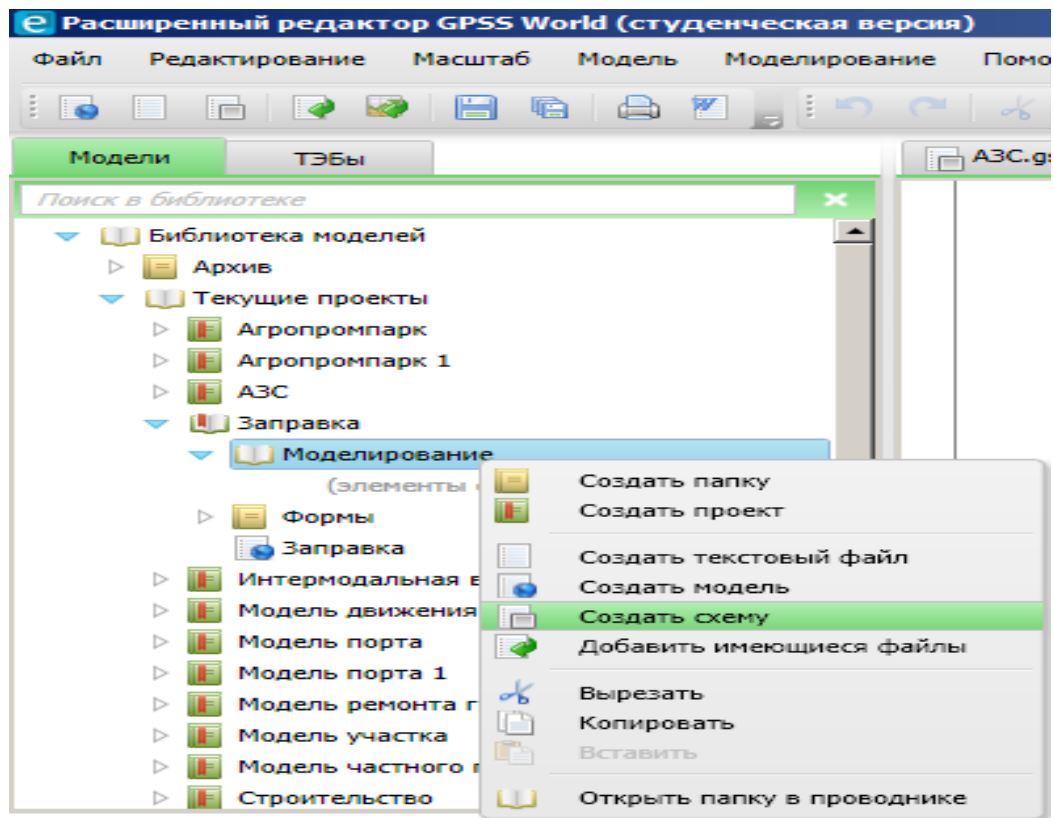 Расширенный редактор GPSS World (студенческая версия)
Файл Редактирование Масштаб Модель Моделирование
Модели ТЭБы
Поиск в библиотеке
Библиотека моделей
Архив
Текущие проекты
Агропромпарк
Агропромпарк 1
АЗС
Заправка
Моделирование
(элементы
Формы
Заправка
Интермодальная
Модель движения
Модель порта
Модель порта 1
Модель ремонта
Модель участка
Модель частного
Строительство
Создать папку
Создать проект
Создать текстовый файл
Создать модель
Создать схему
Добавить имеющиеся файлы
Вырезать
Копировать
Вставить
Открыть папку в проводнике